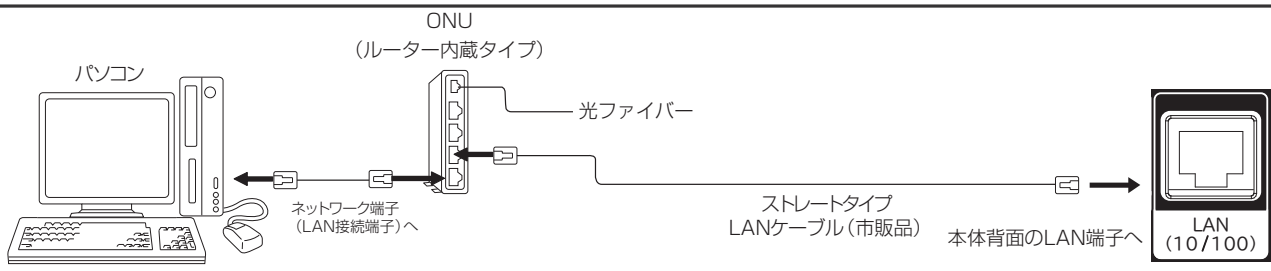 ONU
（ルーター内蔵タイプ）
パソコン
光ファイバー
ネットワーク端子
（LAN接続端子）へ
ストレートタイプ
LANケーブル（市販品）
本体背面のLAN端子へ
LAN
(10/100)